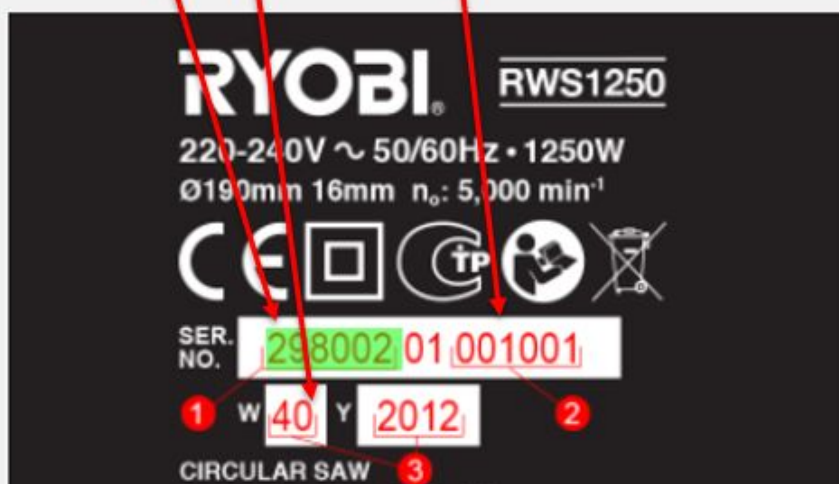 RYOBI® RWS1250
220-240V ~ 50/60Hz • 1250W
Ø190mm 16mm n₀: 5,000 min⁻¹
CE TP
SER. NO. 298002 01 001001
1 W 40 Y 2012 2
CIRCULAR SAW 3